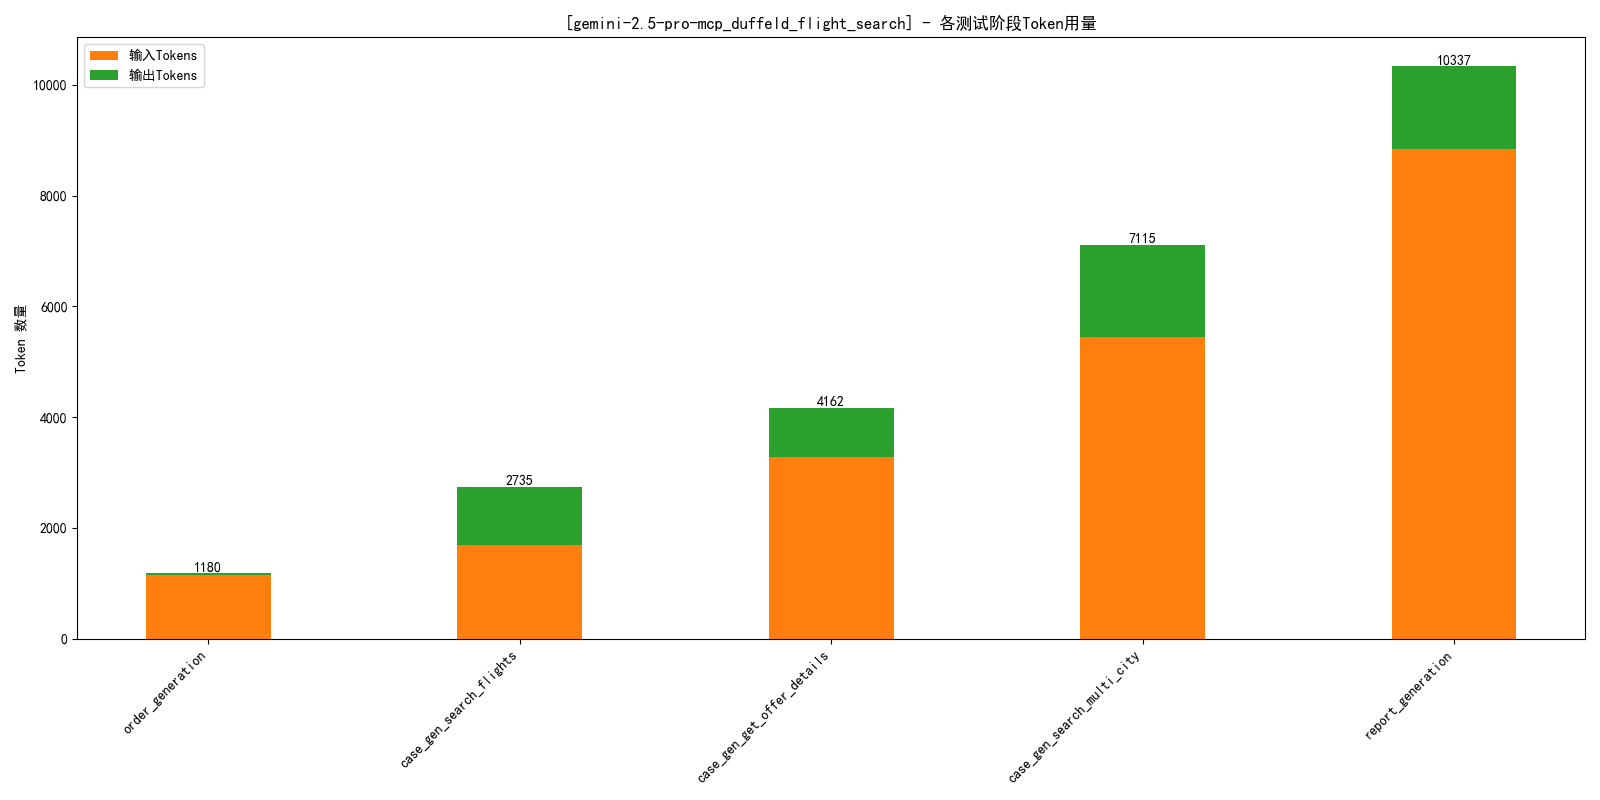 [gemini-2.5-pro-mcp_duffeld_flight_search] - 各测试阶段Token用量
输入Tokens
输出Tokens
Token 数量
10000
8000
6000
4000
2000
0
1180
2735
4162
7115
10337
order_generation
case_gen_search_flights
case_gen_get_offer_details
case_gen_search_multi_city
report_generation